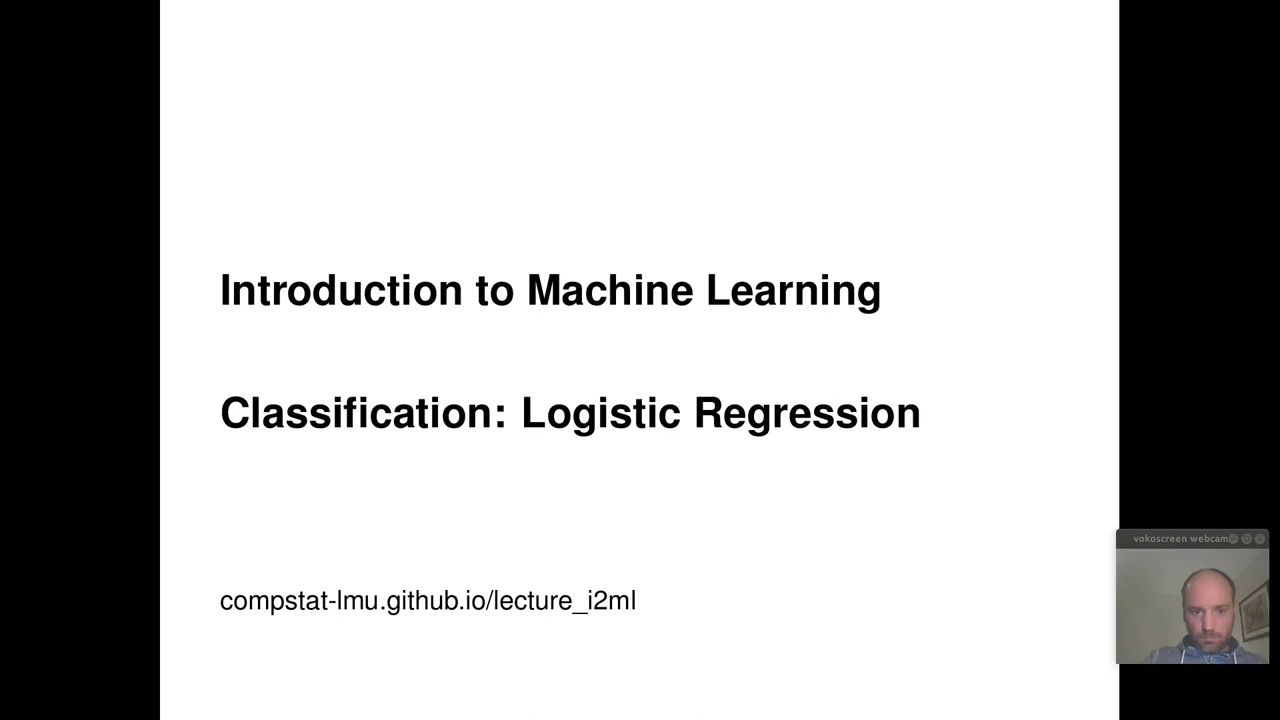 Introduction to Machine Learning
Classification: Logistic Regression
compstat-lmu.github.io/lecture_i2ml
vokoscreen webcam